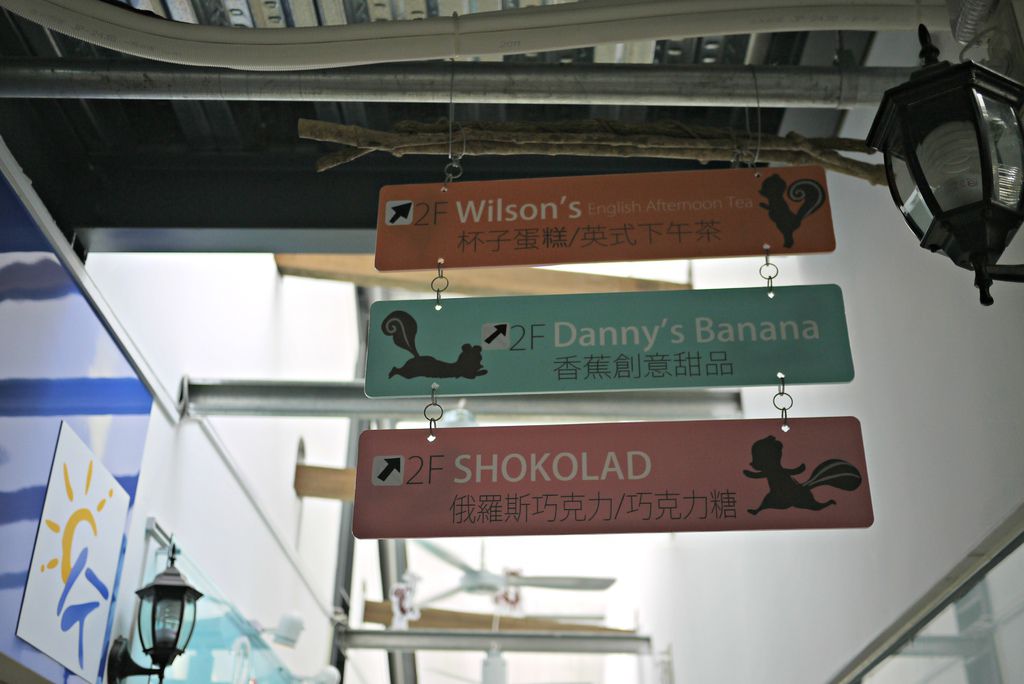 2F Wilson's English Afternoon Tea
杯子蛋糕/英式下午茶
2F Danny's Banana
香蕉創意甜品
2F SHOKOLAD
俄羅斯巧克力/巧克力糖